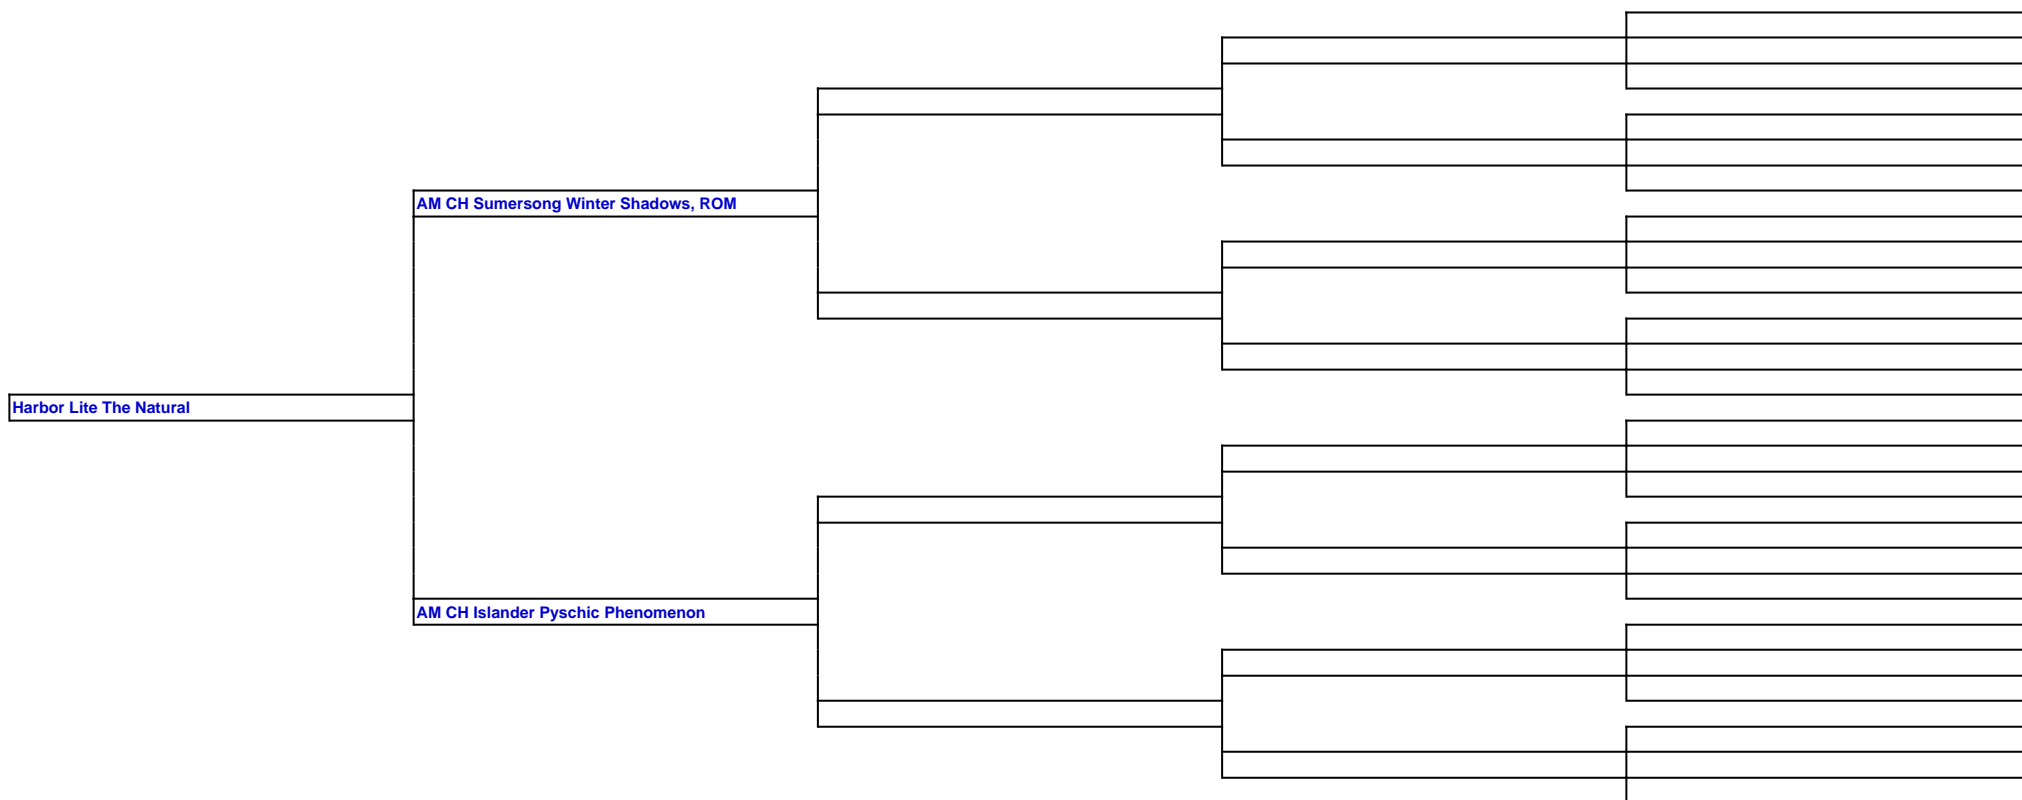 AM CH Sumersong Winter Shadows, ROM
Harbor Lite The Natural
AM CH Islander Pyschic Phenomenon